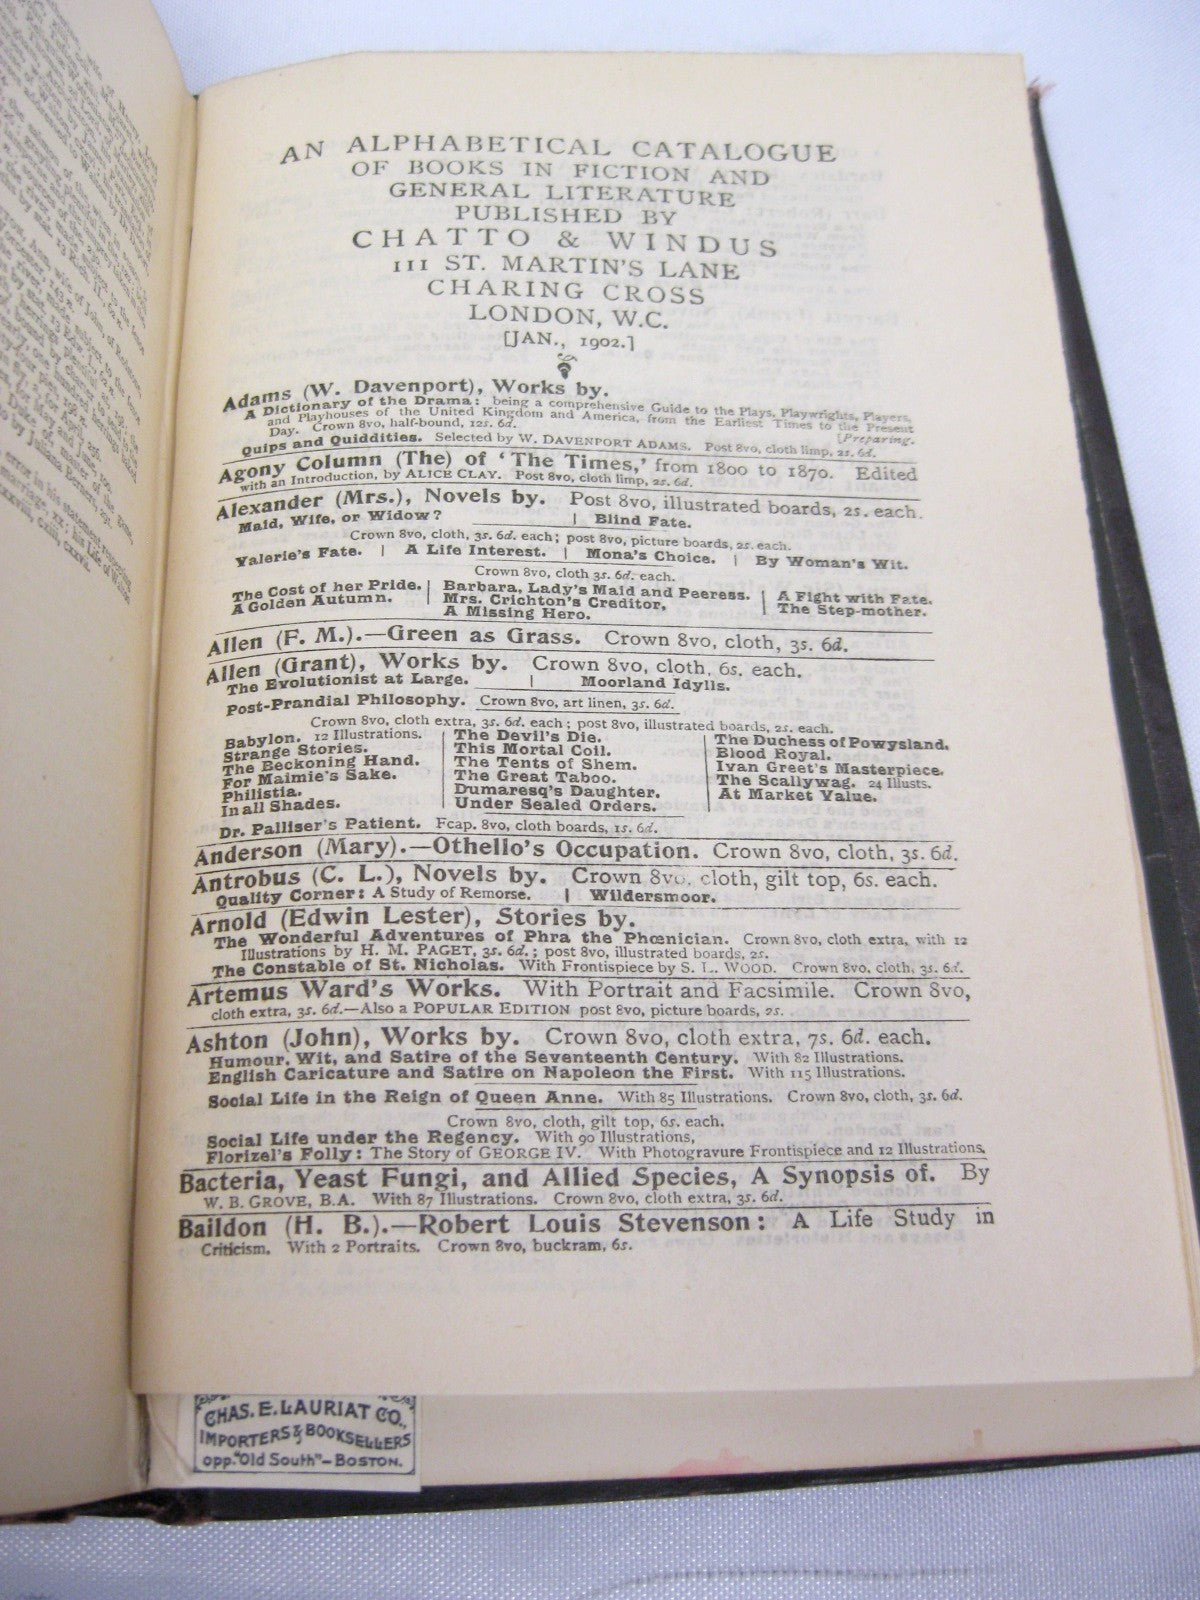 AN ALPHABETICAL CATALOGUE
OF BOOKS IN FICTION AND
GENERAL LITERATURE
PUBLISHED BY
CHATTO & WINDUS
111 ST. MARTIN'S LANE
CHARING CROSS
LONDON, W.C.
[JAN., 1902.]
Adams (W. Davenport), Works by.
A Dictionary of the Drama: being a comprehensive Guide to the Plays, Playwrights, Players,
and Playhouses of the United Kingdom and America, from the Earliest Times to the Present
Day. Crown 8vo, half-bound, 12s. 6d. [Preparing.
Quips and Quiddities. Selected by W. DAVENPORT ADAMS. Post 8vo, cloth limp, 2s. 6d.
Agony Column (The) of 'The Times,' from 1800 to 1870. Edited
with an Introduction, by ALICE CLAY. Post 8vo, cloth limp, 2s. 6d.
Alexander (Mrs.), Novels by. Post 8vo, illustrated boards, 2s. each.
Maid, Wife, or Widow? | Blind Fate.
Crown 8vo, cloth, 3s. 6d. each; post 8vo, picture boards, 2s. each.
Valerie's Fate. | A Life Interest. | Mona's Choice. | By Woman's Wit.
Crown 8vo, cloth 3s. 6d. each.
The Cost of her Pride. | Barbara, Lady's Maid and Peeress. | A Fight with Fate.
A Golden Autumn. | Mrs. Crichton's Creditor. | The Step-mother.
A Missing Hero.
Allen (F. M.).—Green as Grass. Crown 8vo, cloth, 3s. 6d.
Allen (Grant), Works by. Crown 8vo, cloth, 6s. each.
The Evolutionist at Large. | Moorland Idylls.
Post-Prandial Philosophy. Crown 8vo, art linen, 3s. 6d.
Crown 8vo, cloth extra, 3s. 6d. each; post 8vo, illustrated boards, 2s. each.
Babylon. 12 Illustrations. | The Devil's Die. | The Duchess of Powysland.
Strange Stories. | This Mortal Coil. | Blood Royal.
The Beckoning Hand. | The Tents of Shem. | Ivan Greet's Masterpiece.
For Maimie's Sake. | The Great Taboo. | The Scallywag. 24 Illusts.
Philistia. | Dumaresq's Daughter. | At Market Value.
In all Shades. | Under Sealed Orders.
Dr. Palliser's Patient. Fcap. 8vo, cloth boards, 1s. 6d.
Anderson (Mary).—Othello's Occupation. Crown 8vo, cloth, 3s. 6d.
Antrobus (C. L.), Novels by. Crown 8vo, cloth, gilt top, 6s. each.
Quality Corner: A Study of Remorse. | Wildersmoor.
Arnold (Edwin Lester), Stories by.
The Wonderful Adventures of Phra the Phœnician. Crown 8vo, cloth extra, with 12
Illustrations by H. M. PAGET, 3s. 6d.; post 8vo, illustrated boards, 2s.
The Constable of St. Nicholas. With Frontispiece by S. L. WOOD. Crown 8vo, cloth, 3s. 6d.
Artemus Ward's Works. With Portrait and Facsimile. Crown 8vo,
cloth extra, 3s. 6d.—Also a POPULAR EDITION post 8vo, picture boards, 2s.
Ashton (John), Works by. Crown 8vo, cloth extra, 7s. 6d. each.
Humour, Wit, and Satire of the Seventeenth Century. With 82 Illustrations.
English Caricature and Satire on Napoleon the First. With 115 Illustrations.
Social Life in the Reign of Queen Anne. With 85 Illustrations. Crown 8vo, cloth, 3s. 6d.
Crown 8vo, cloth, gilt top, 6s. each.
Social Life under the Regency. With 90 Illustrations,
Florizel's Folly: The Story of GEORGE IV. With Photogravure Frontispiece and 12 Illustrations.
Bacteria, Yeast Fungi, and Allied Species, A Synopsis of. By
W. B. GROVE, B.A. With 87 Illustrations. Crown 8vo, cloth extra, 3s. 6d.
Baildon (H. B.).—Robert Louis Stevenson: A Life Study in
Criticism. With 2 Portraits. Crown 8vo, buckram, 6s.
CHAS. E. LAURIAT CO.,
IMPORTERS & BOOKSELLERS
opp. "Old South"–BOSTON.